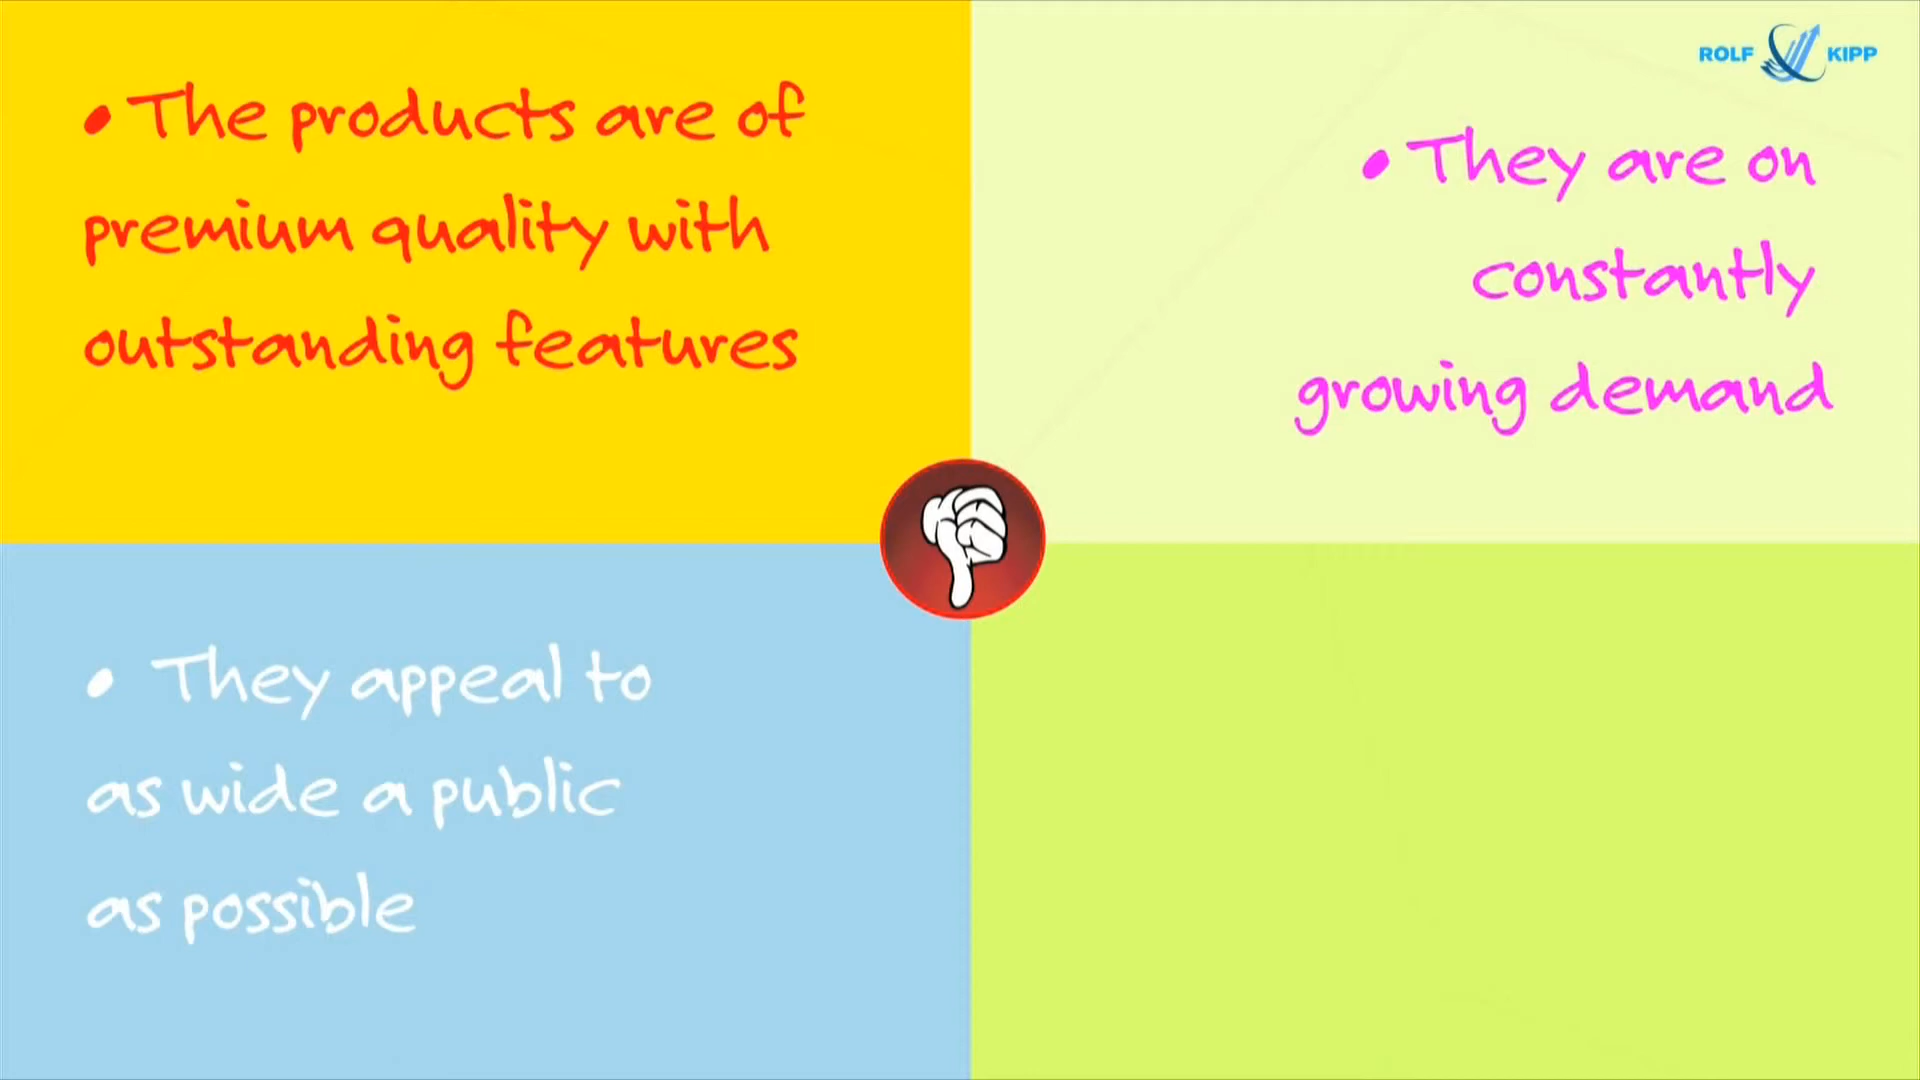 • The products are of
premium quality with
outstanding features
ROLF KIPP
• They are on
constantly
growing demand
• They appeal to
as wide a public
as possible